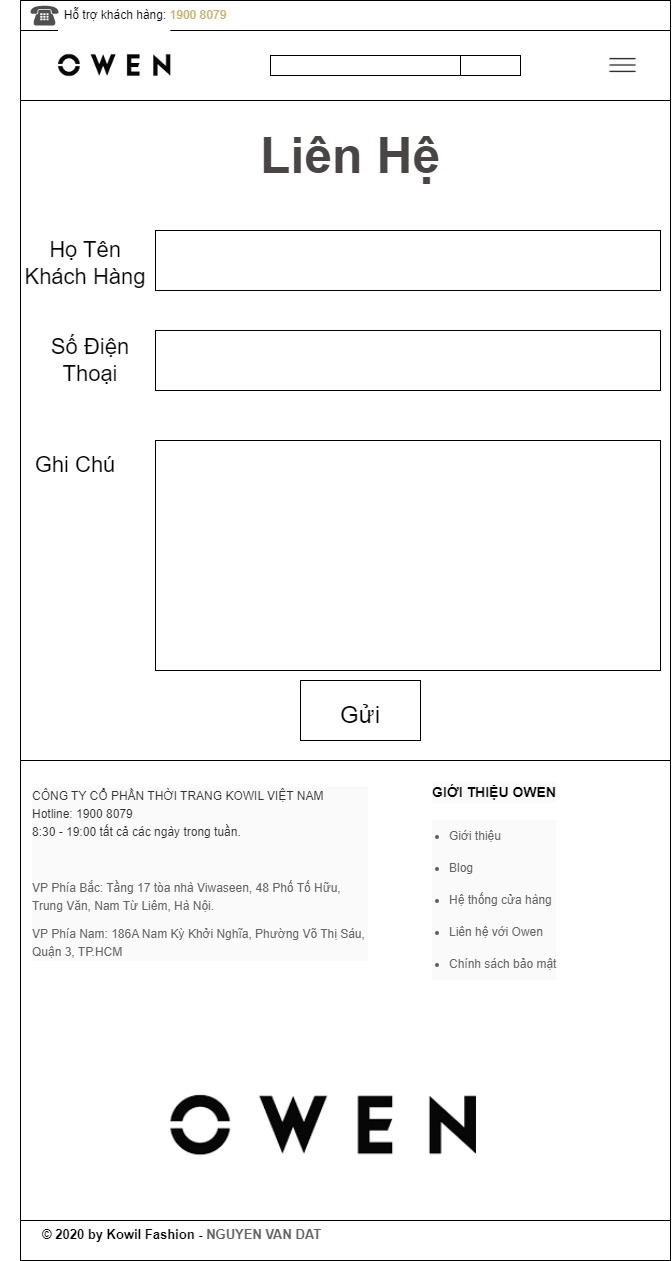 Hỗ trợ khách hàng: 1900 8079
OWEN
Liên Hệ
Họ Tên
Khách Hàng
Số Điện
Thoại
Ghi Chú
Gửi
CÔNG TY CỔ PHẦN THỜI TRANG KOWIL VIỆT NAM
Hotline: 1900 8079
8:30 - 19:00 tất cả các ngày trong tuần.
VP Phía Bắc: Tầng 17 tòa nhà Viwaseen, 48 Phố Tố Hữu,
Trung Văn, Nam Từ Liêm, Hà Nội.
VP Phía Nam: 186A Nam Kỳ Khởi Nghĩa, Phường Võ Thị Sáu,
Quận 3, TP.HCM
GIỚI THIỆU OWEN
• Giới thiệu
• Blog
• Hệ thống cửa hàng
• Liên hệ với Owen
• Chính sách bảo mật
OWEN
© 2020 by Kowil Fashion - NGUYEN VAN DAT